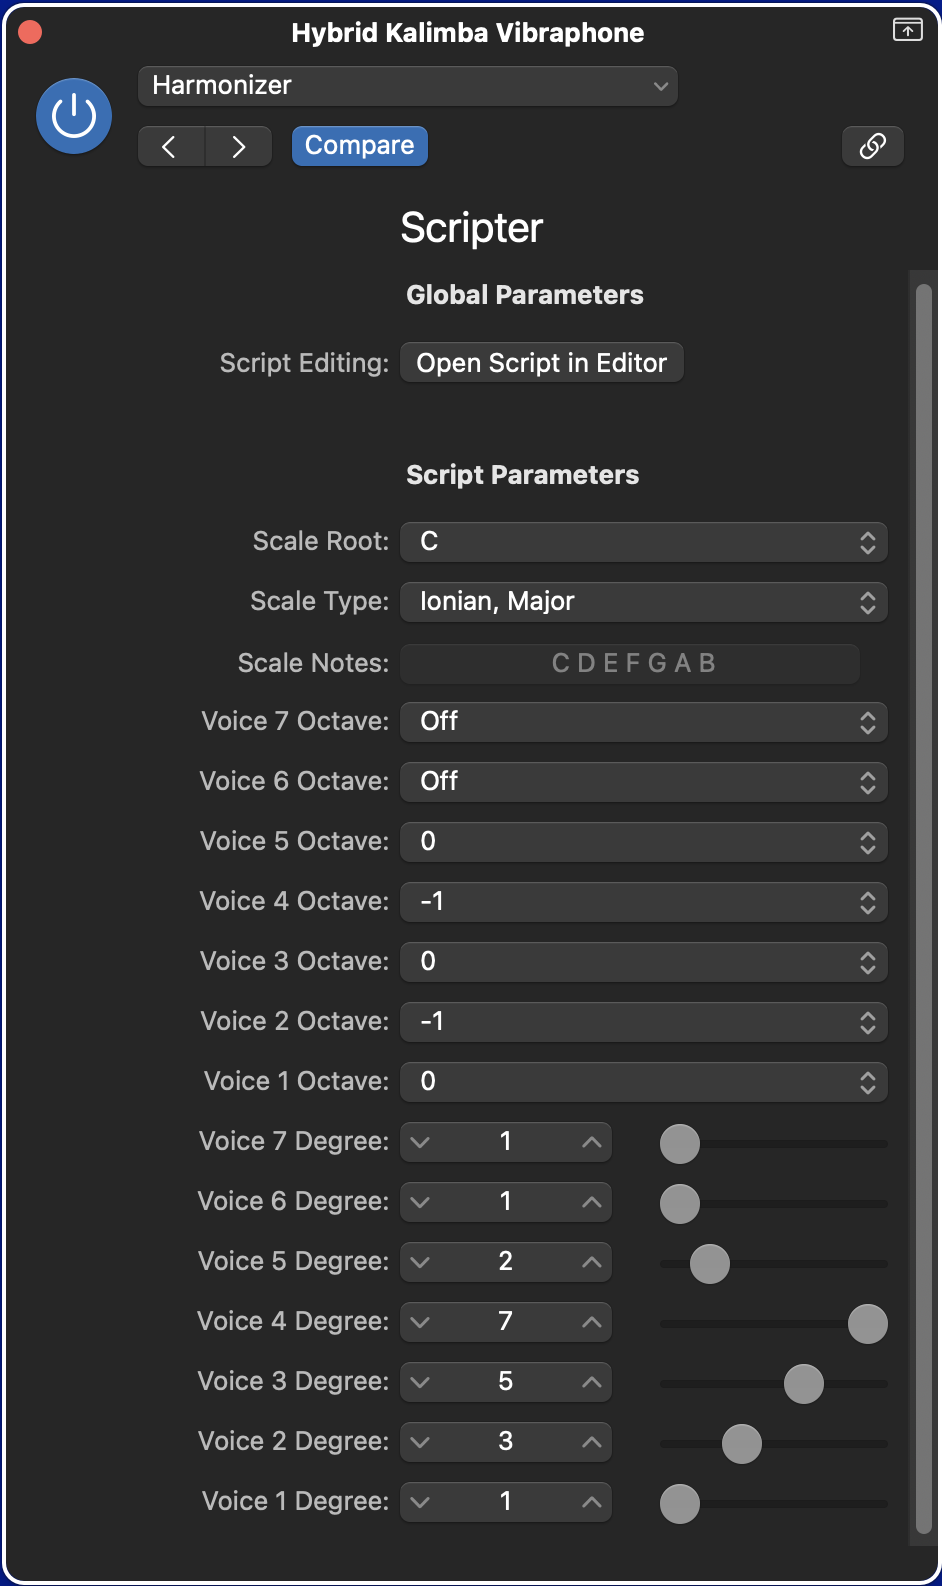 Hybrid Kalimba Vibraphone
Harmonizer
Compare
Scripter
Global Parameters
Script Editing: Open Script in Editor
Script Parameters
Scale Root: C
Scale Type: Ionian, Major
Scale Notes: C D E F G A B
Voice 7 Octave: Off
Voice 6 Octave: Off
Voice 5 Octave: 0
Voice 4 Octave: -1
Voice 3 Octave: 0
Voice 2 Octave: -1
Voice 1 Octave: 0
Voice 7 Degree: 1
Voice 6 Degree: 1
Voice 5 Degree: 2
Voice 4 Degree: 7
Voice 3 Degree: 5
Voice 2 Degree: 3
Voice 1 Degree: 1